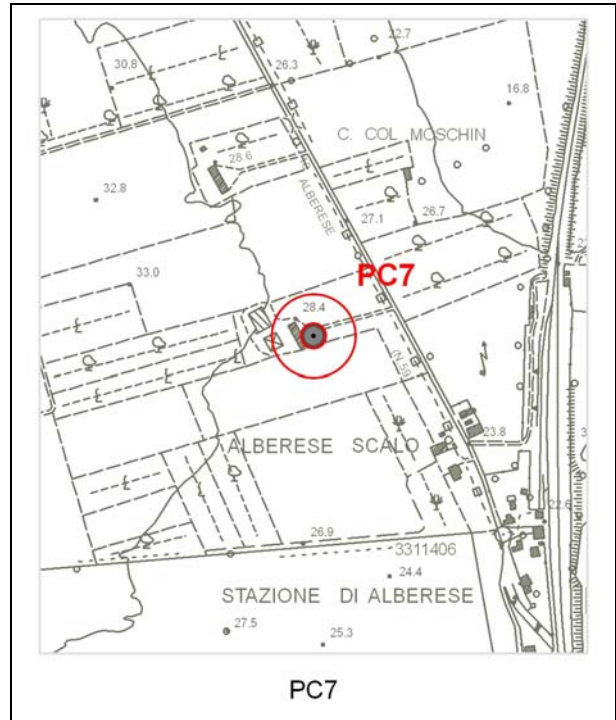 22.7
30.8
26.3
16.8
C. COL MOSCHIN
28.6
ALBERESE
32.8
27.1
26.7
PC7
33.0
28.4
(N 59)
23.8
ALBERESE SCALO
22.6
26.9
3311406
24.4
STAZIONE DI ALBERESE
27.5
25.3
PC7